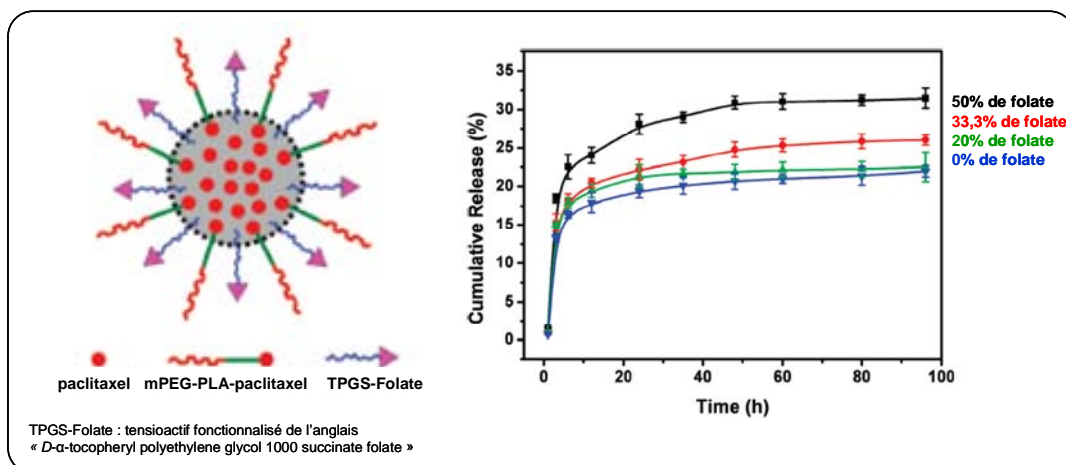 paclitaxel mPEG-PLA-paclitaxel TPGS-Folate
TPGS-Folate : tensioactif fonctionnalisé de l'anglais
« D-α-tocopheryl polyethylene glycol 1000 succinate folate »
Cumulative Release (%)
35
30
25
20
15
10
5
0
0 20 40 60 80 100
Time (h)
50% de folate
33,3% de folate
20% de folate
0% de folate